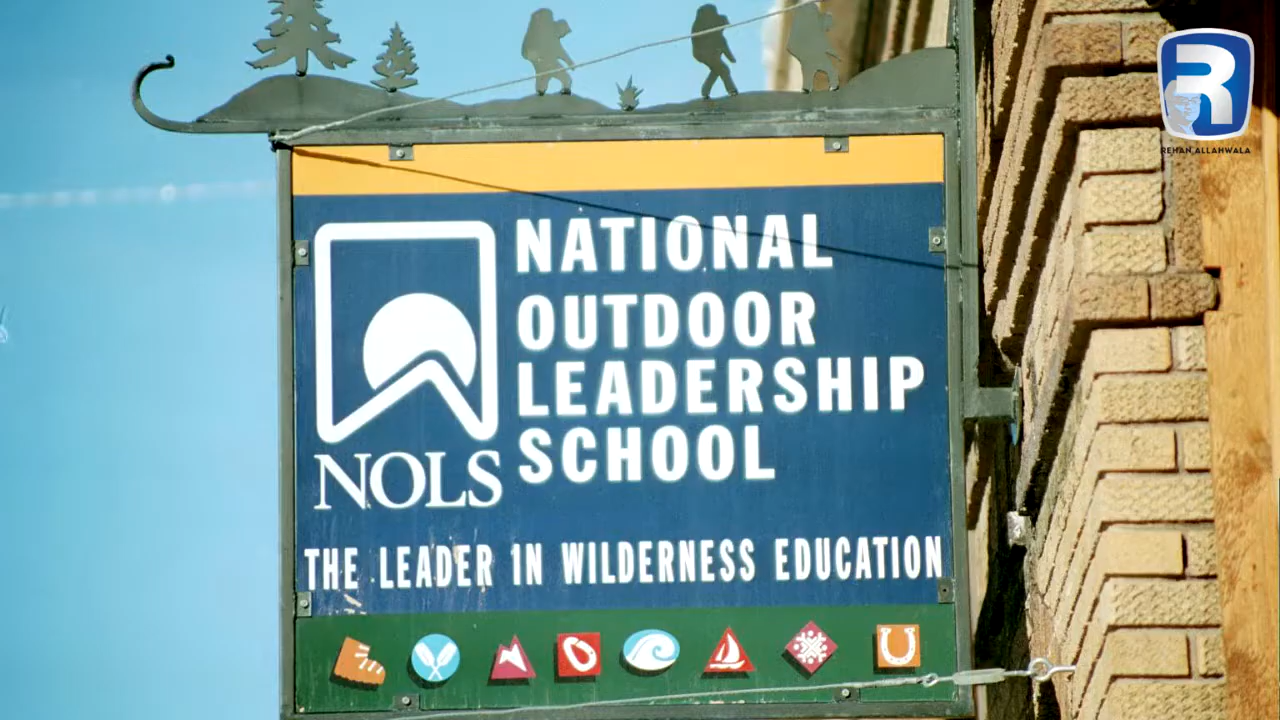 R
REHAN ALLAHWALA
NATIONAL
OUTDOOR
LEADERSHIP
SCHOOL
NOLS
THE LEADER IN WILDERNESS EDUCATION